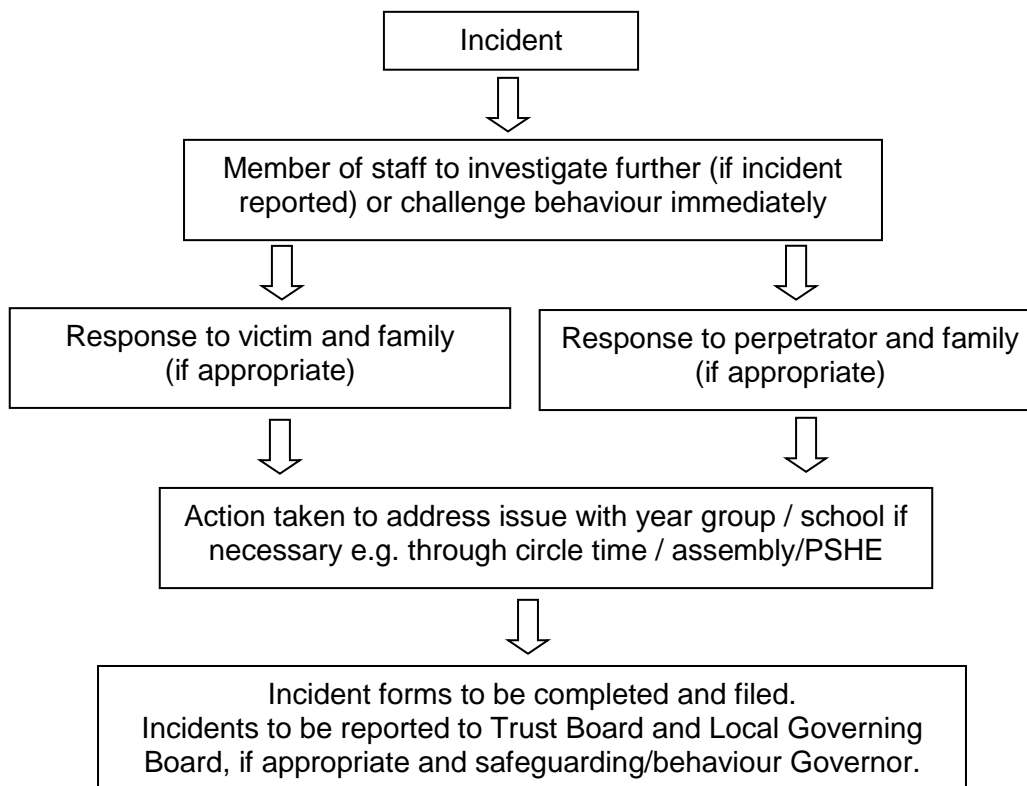 Incident
Member of staff to investigate further (if incident
reported) or challenge behaviour immediately
Response to victim and family
(if appropriate)
Response to perpetrator and family
(if appropriate)
Action taken to address issue with year group / school if
necessary e.g. through circle time / assembly/PSHE
Incident forms to be completed and filed.
Incidents to be reported to Trust Board and Local Governing
Board, if appropriate and safeguarding/behaviour Governor.